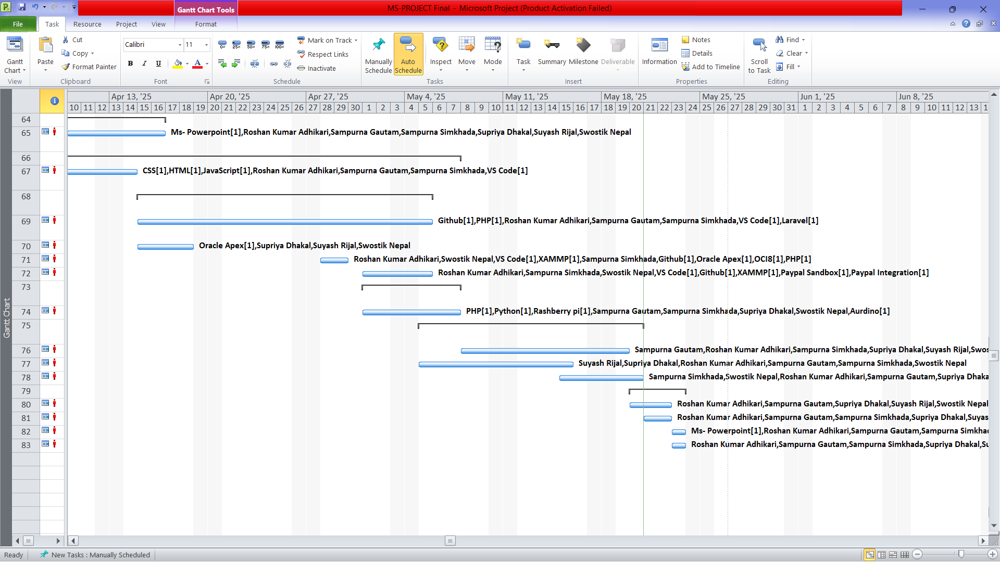 MS-PROJECT Final - Microsoft Project (Product Activation Failed)
Gantt Chart Tools
File Task Resource Project View Format
Gantt Chart
View
Paste
Cut
Copy
Format Painter
Clipboard
Calibri 11
B I U A
Font
0% 25% 50% 75% 100%
Mark on Track
Respect Links
Inactivate
Schedule
Manually Schedule
Auto Schedule
Inspect
Move
Mode
Tasks
Task
Summary
Milestone
Deliverable
Insert
Information
Notes
Details
Add to Timeline
Properties
Scroll to Task
Find
Clear
Fill
Editing
Apr 13, '25 Apr 20, '25 Apr 27, '25 May 4, '25 May 11, '25 May 18, '25 May 25, '25 Jun 1, '25 Jun 8, '25
10 11 12 13 14 15 16 17 18 19 20 21 22 23 24 25 26 27 28 29 30 1 2 3 4 5 6 7 8 9 10 11 12 13 14 15 16 17 18 19 20 21 22 23 24 25 26 27 28 29 30 31 1 2 3 4 5 6 7 8 9 10 11 12 13
64
65 Ms- Powerpoint[1],Roshan Kumar Adhikari,Sampurna Gautam,Sampurna Simkhada,Supriya Dhakal,Suyash Rijal,Swostik Nepal
66
67 CSS[1],HTML[1],JavaScript[1],Roshan Kumar Adhikari,Sampurna Gautam,Sampurna Simkhada,VS Code[1]
68
69 Github[1],PHP[1],Roshan Kumar Adhikari,Sampurna Gautam,Sampurna Simkhada,VS Code[1],Laravel[1]
70 Oracle Apex[1],Supriya Dhakal,Suyash Rijal,Swostik Nepal
71 Roshan Kumar Adhikari,Swostik Nepal,VS Code[1],XAMMP[1],Sampurna Simkhada,Github[1],Oracle Apex[1],OCI8[1],PHP[1]
72 Roshan Kumar Adhikari,Sampurna Simkhada,Swostik Nepal,VS Code[1],Github[1],XAMMP[1],Paypal Sandbox[1],Paypal Integration[1]
73
74 PHP[1],Python[1],Rashberry pi[1],Sampurna Gautam,Sampurna Simkhada,Supriya Dhakal,Swostik Nepal,Aurdino[1]
75
76 Sampurna Gautam,Roshan Kumar Adhikari,Sampurna Simkhada,Supriya Dhakal,Suyash Rijal,Swos
77 Suyash Rijal,Supriya Dhakal,Roshan Kumar Adhikari,Sampurna Gautam,Sampurna Simkhada,Swostik Nepal
78 Sampurna Simkhada,Swostik Nepal,Roshan Kumar Adhikari,Sampurna Gautam,Supriya Dhaka
79
80 Roshan Kumar Adhikari,Sampurna Gautam,Supriya Dhakal,Suyash Rijal,Swostik Nepal
81 Roshan Kumar Adhikari,Sampurna Gautam,Sampurna Simkhada,Supriya Dhakal,Suyas
82 Ms- Powerpoint[1],Roshan Kumar Adhikari,Sampurna Gautam,Sampurna Simkha
83 Roshan Kumar Adhikari,Sampurna Gautam,Sampurna Simkhada,Supriya Dhakal,Su
Gantt Chart
Ready New Tasks : Manually Scheduled